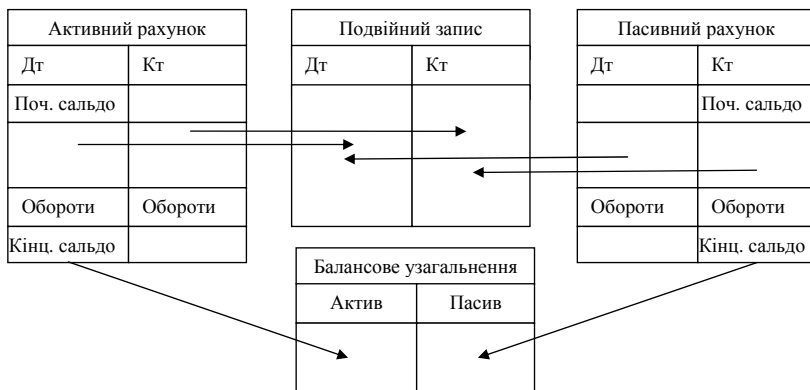 Активний рахунок
Дт Кт
Поч. сальдо
Обороти Обороти
Кінц. сальдо
Подвійний запис
Дт Кт
Пасивний рахунок
Дт Кт
Поч. сальдо
Обороти Обороти
Кінц. сальдо
Балансове узагальнення
Актив Пасив